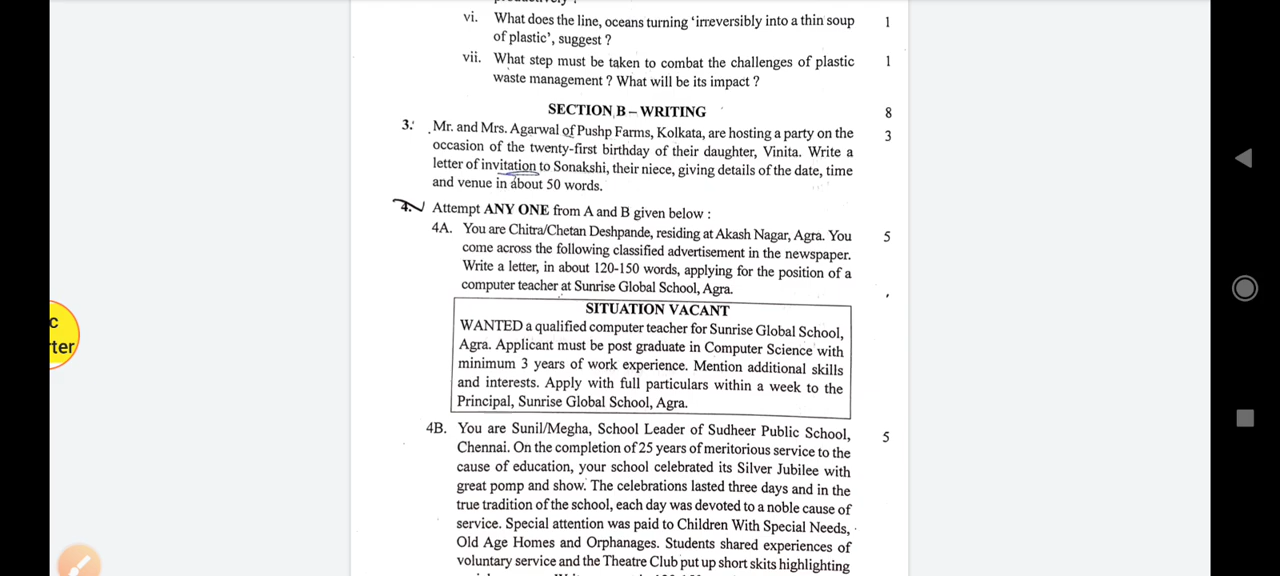 vi. What does the line, oceans turning 'irreversibly into a thin soup 1
of plastic', suggest ?
vii. What step must be taken to combat the challenges of plastic 1
waste management ? What will be its impact ?
SECTION B – WRITING 8
3. Mr. and Mrs. Agarwal of Pushp Farms, Kolkata, are hosting a party on the 3
occasion of the twenty-first birthday of their daughter, Vinita. Write a
letter of invitation to Sonakshi, their niece, giving details of the date, time
and venue in about 50 words.
4. Attempt ANY ONE from A and B given below :
4A. You are Chitra/Chetan Deshpande, residing at Akash Nagar, Agra. You 5
come across the following classified advertisement in the newspaper.
Write a letter, in about 120-150 words, applying for the position of a
computer teacher at Sunrise Global School, Agra.
SITUATION VACANT
WANTED a qualified computer teacher for Sunrise Global School,
Agra. Applicant must be post graduate in Computer Science with
minimum 3 years of work experience. Mention additional skills
and interests. Apply with full particulars within a week to the
Principal, Sunrise Global School, Agra.
4B. You are Sunil/Megha, School Leader of Sudheer Public School, 5
Chennai. On the completion of 25 years of meritorious service to the
cause of education, your school celebrated its Silver Jubilee with
great pomp and show. The celebrations lasted three days and in the
true tradition of the school, each day was devoted to a noble cause of
service. Special attention was paid to Children With Special Needs,
Old Age Homes and Orphanages. Students shared experiences of
voluntary service and the Theatre Club put up short skits highlighting